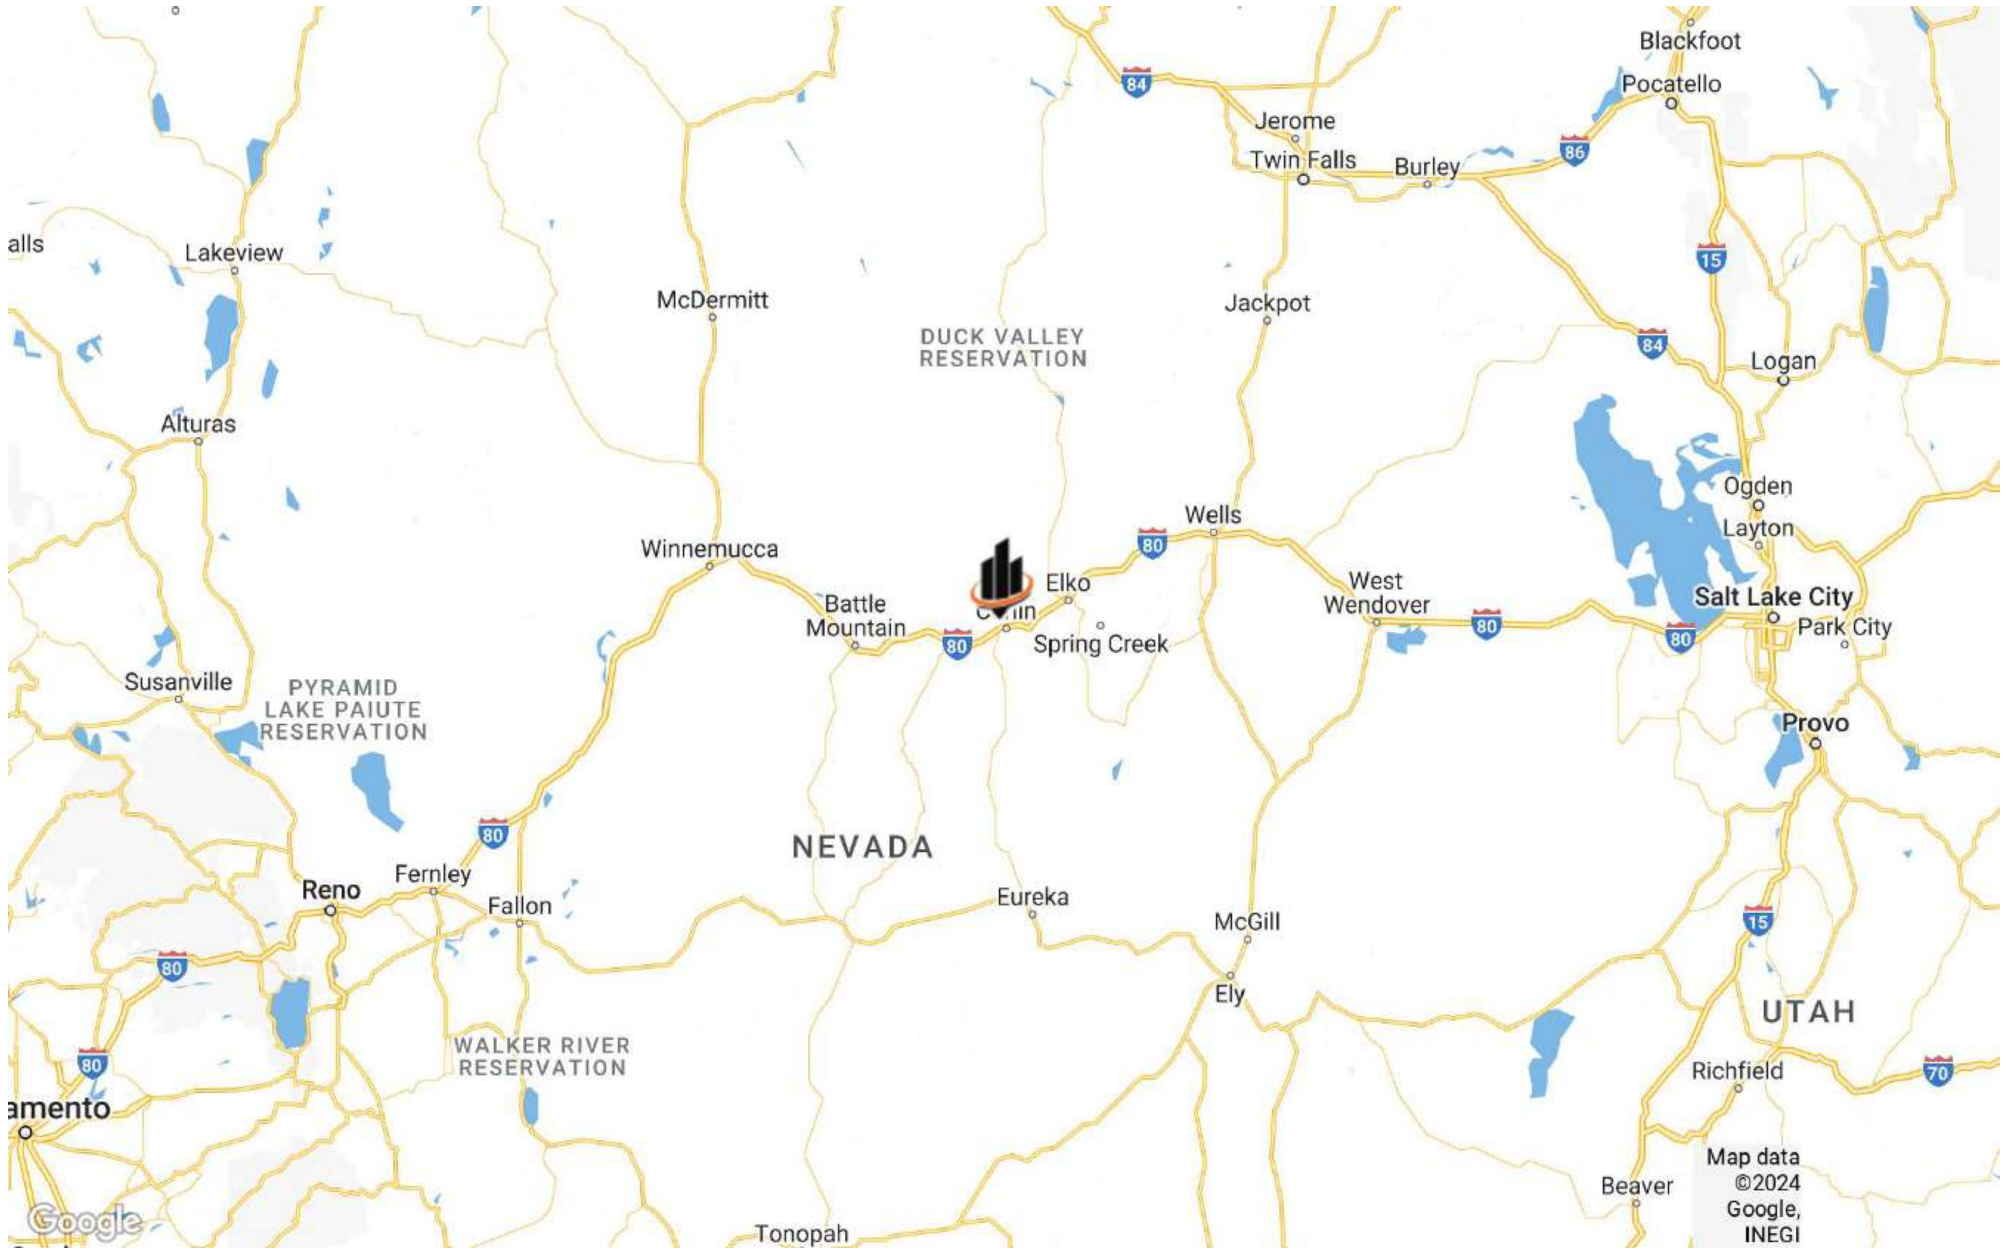 Blackfoot
Pocatello
84
Jerome
Twin Falls
Burley
86
alls
Lakeview
15
McDermitt
Jackpot
DUCK VALLEY
RESERVATION
84
Logan
Alturas
Ogden
Wells
Layton
Winnemucca
80
Elko
West
Wendover
Battle
Mountain
Salt Lake City
80
80
Park City
80
Spring Creek
Susanville
PYRAMID
LAKE PAIUTE
RESERVATION
Provo
80
NEVADA
Fernley
Reno
Fallon
Eureka
McGill
15
80
Ely
UTAH
WALKER RIVER
RESERVATION
80
Richfield
70
amento
Map data
©2024
Google,
INEGI
Beaver
Google
Tonopah